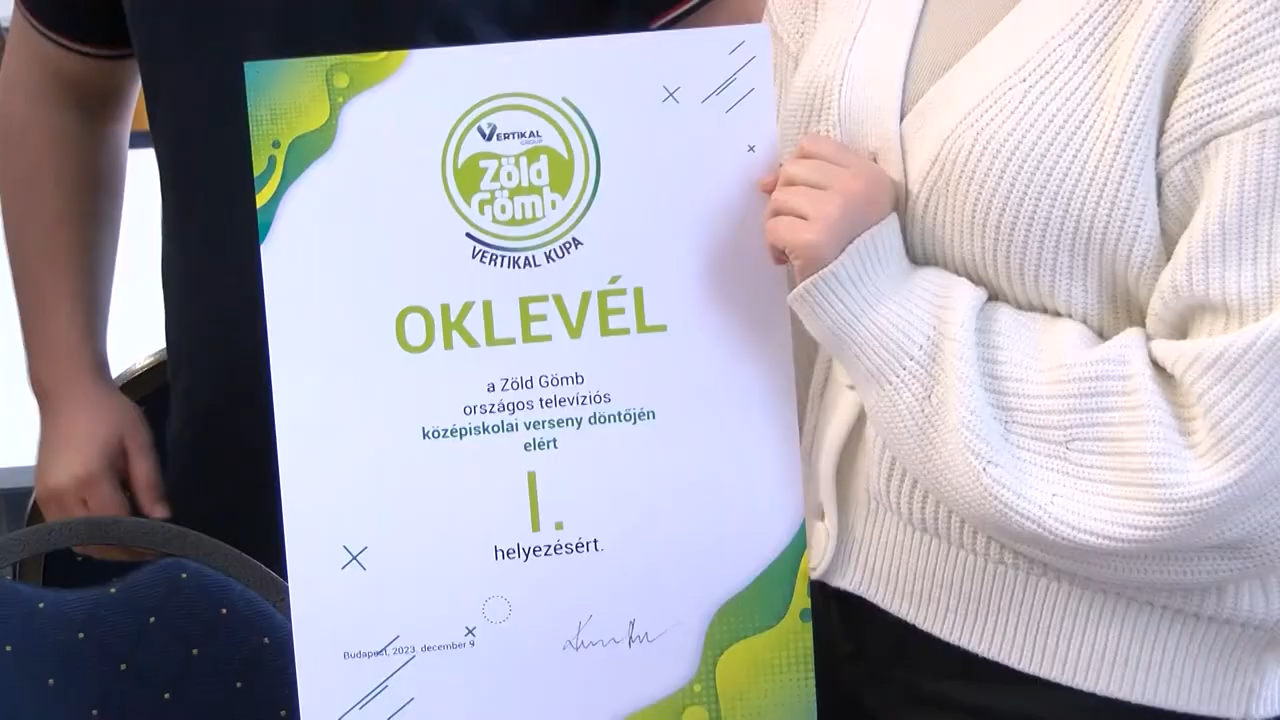 VERTIKAL
GROUP
Zöld
Gömb
VERTIKAL KUPA
OKLEVÉL
a Zöld Gömb
országos televíziós
középiskolai verseny döntőjén
elért
I.
helyezésért.
Budapest, 2023. december 9